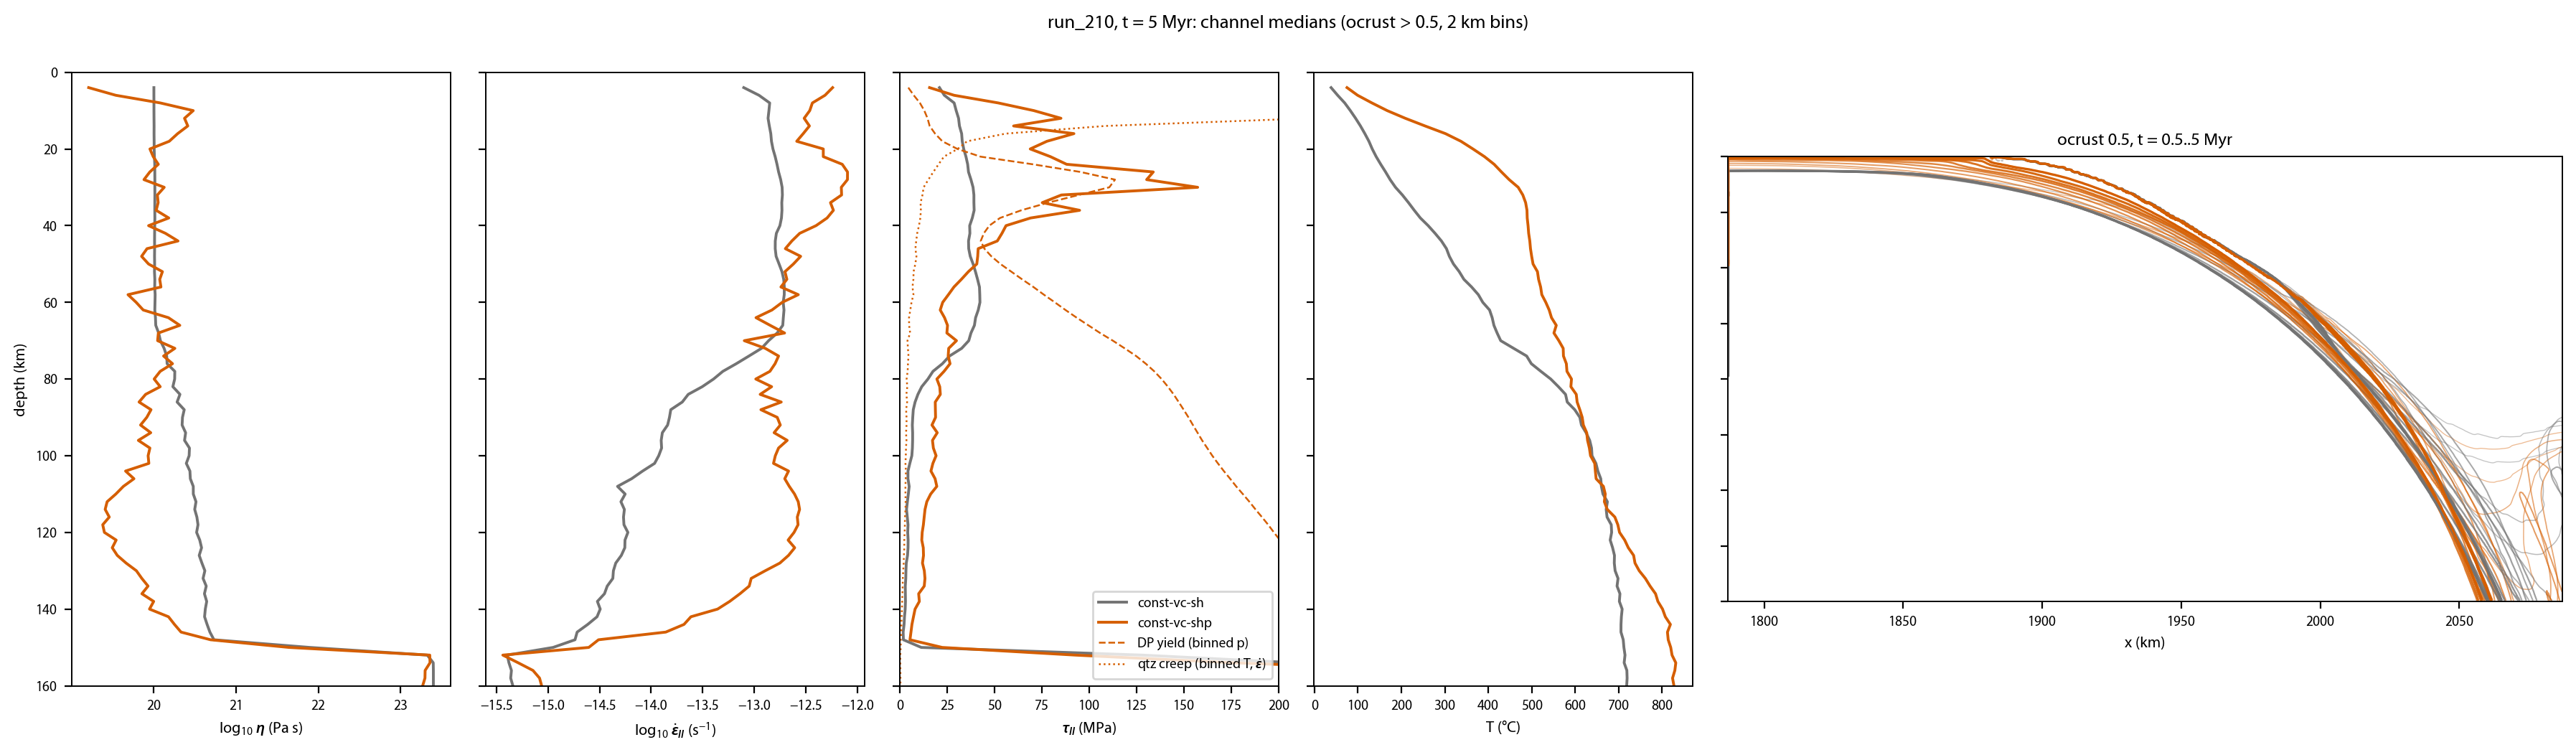 run_210, t = 5 Myr: channel medians (ocrust > 0.5, 2 km bins)
ocrust 0.5, t = 0.5..5 Myr
depth (km)
0
20
40
60
80
100
120
140
160
20 21 22 23
log₁₀ η (Pa s)
−15.5 −15.0 −14.5 −14.0 −13.5 −13.0 −12.5 −12.0
log₁₀ ε̇_II (s⁻¹)
const-vc-sh
const-vc-shp
DP yield (binned p)
qtz creep (binned T, ε̇)
0 25 50 75 100 125 150 175 200
τ_II (MPa)
0 100 200 300 400 500 600 700 800
T (°C)
1800 1850 1900 1950 2000 2050
x (km)